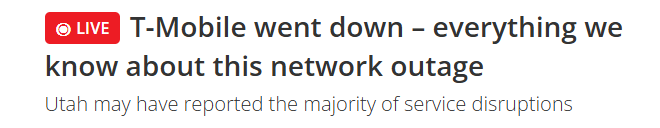 LIVE T-Mobile went down – everything we
know about this network outage
Utah may have reported the majority of service disruptions